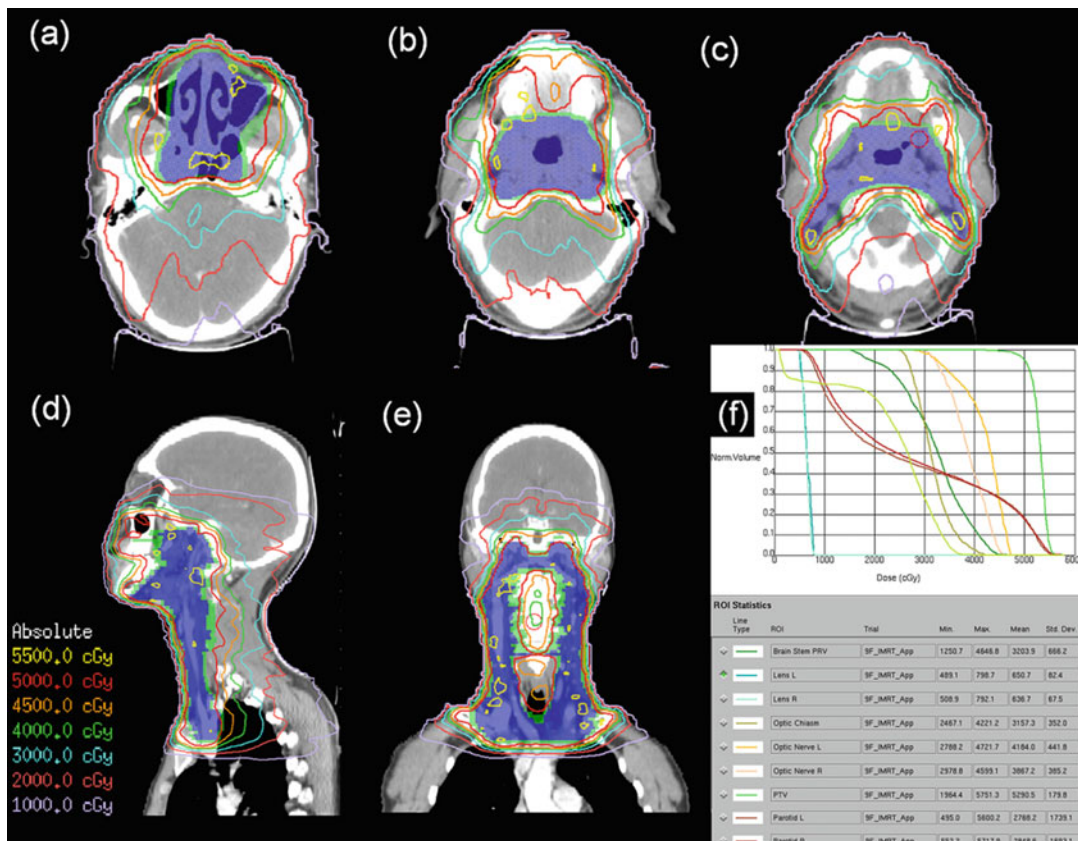 (a)
(b)
(c)
(d)
(e)
(f)
Absolute
5500.0 cGy
5000.0 cGy
4500.0 cGy
4000.0 cGy
3000.0 cGy
2000.0 cGy
1000.0 cGy
1.0
0.9
0.8
0.7
0.6
Norm.Volume
0.5
0.4
0.3
0.2
0.1
0.0
0 1000 2000 3000 4000 5000 600
Dose (cGy)
ROI Statistics
Line Type ROI Trial Min. Max. Mean Std. Dev.
Brain Stem PRV 9F_IMRT_App 1250.7 4646.8 3203.9 666.2
Lens L 9F_IMRT_App 489.1 798.7 650.7 82.4
Lens R 9F_IMRT_App 508.9 792.1 636.7 67.5
Optic Chiasm 9F_IMRT_App 2467.1 4221.2 3157.3 352.0
Optic Nerve L 9F_IMRT_App 2788.2 4721.7 4184.0 441.8
Optic Nerve R 9F_IMRT_App 2978.8 4599.1 3867.2 385.2
PTV 9F_IMRT_App 1964.4 5751.3 5290.5 179.8
Parotid L 9F_IMRT_App 495.0 5600.2 2768.2 1739.1